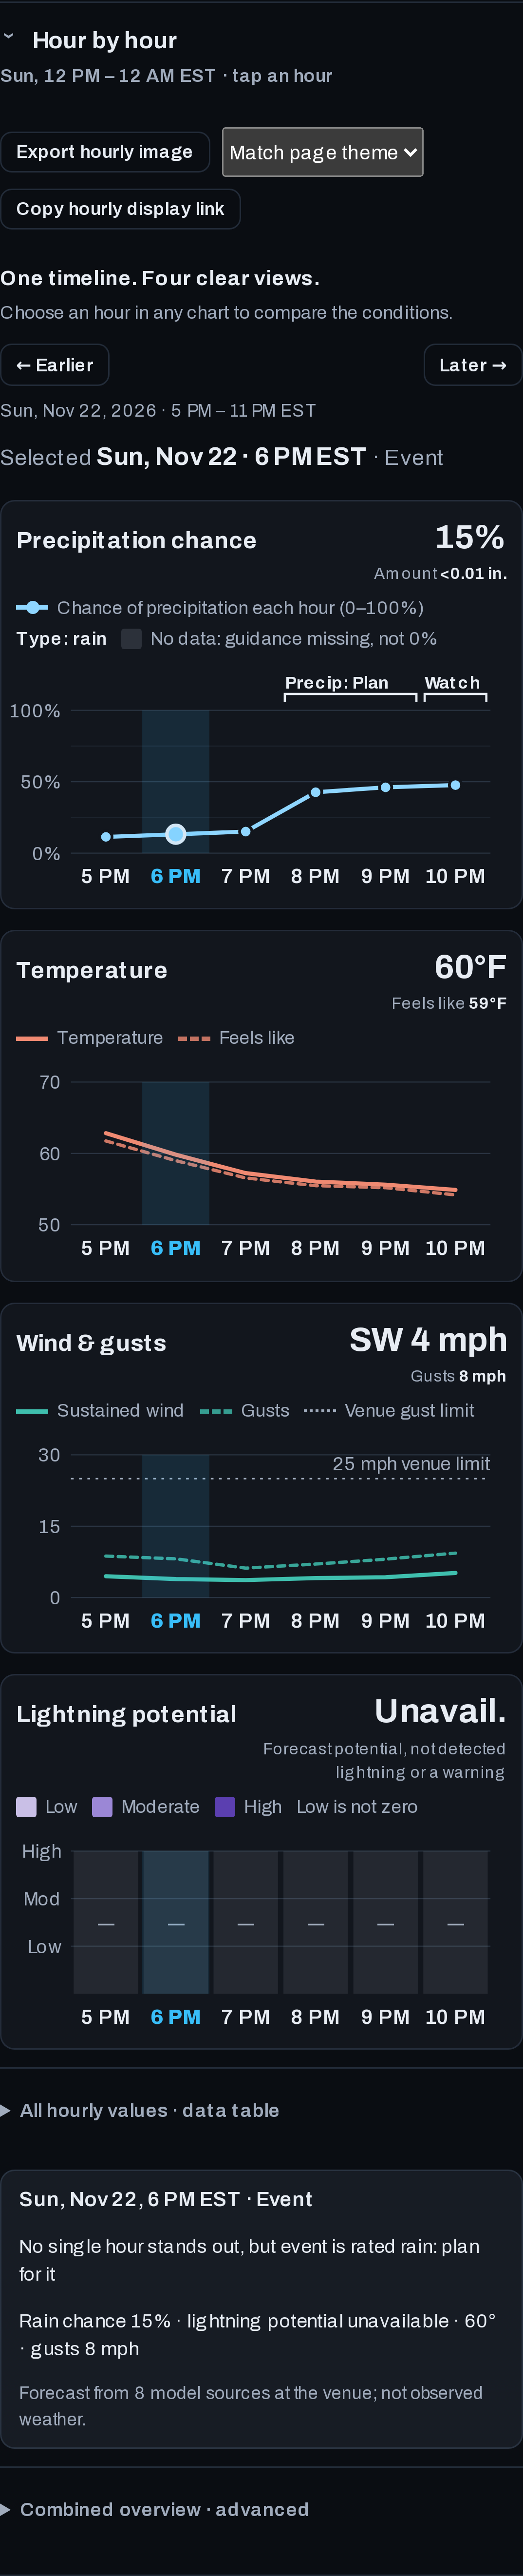 Hour by hour
Sun, 12 PM – 12 AM EST · tap an hour
Export hourly image
Match page theme
Copy hourly display link
One timeline. Four clear views.
Choose an hour in any chart to compare the conditions.
← Earlier
Later →
Sun, Nov 22, 2026 · 5 PM – 11 PM EST
Selected Sun, Nov 22 · 6 PM EST · Event
Precipitation chance
15%
Amount <0.01 in.
Chance of precipitation each hour (0–100%)
Type: rain No data: guidance missing, not 0%
Precip: Plan Watch
100%
50%
0%
5 PM 6 PM 7 PM 8 PM 9 PM 10 PM
Temperature
60°F
Feels like 59°F
Temperature Feels like
70
60
50
5 PM 6 PM 7 PM 8 PM 9 PM 10 PM
Wind & gusts
SW 4 mph
Gusts 8 mph
Sustained wind Gusts Venue gust limit
30
25 mph venue limit
15
0
5 PM 6 PM 7 PM 8 PM 9 PM 10 PM
Lightning potential
Unavail.
Forecast potential, not detected
lightning or a warning
Low Moderate High Low is not zero
High
Mod
— — — — — —
Low
5 PM 6 PM 7 PM 8 PM 9 PM 10 PM
All hourly values · data table
Sun, Nov 22, 6 PM EST · Event
No single hour stands out, but event is rated rain: plan
for it
Rain chance 15% · lightning potential unavailable · 60°
· gusts 8 mph
Forecast from 8 model sources at the venue; not observed
weather.
Combined overview · advanced